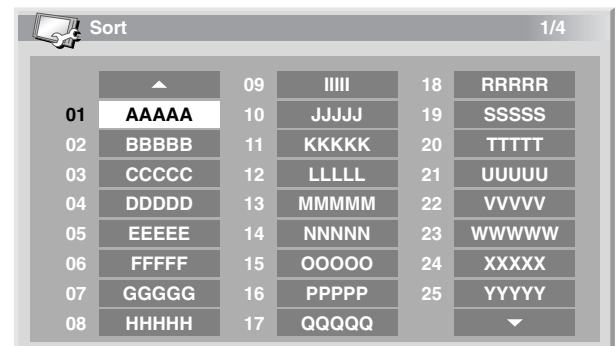 Sort 1/4
09 IIIII 18 RRRRR
01 AAAAA 10 JJJJJ 19 SSSSS
02 BBBBB 11 KKKKK 20 TTTTT
03 CCCCC 12 LLLLL 21 UUUUU
04 DDDDD 13 MMMMM 22 VVVVV
05 EEEEE 14 NNNNN 23 WWWWW
06 FFFFF 15 OOOOO 24 XXXXX
07 GGGGG 16 PPPPP 25 YYYYY
08 HHHHH 17 QQQQQ